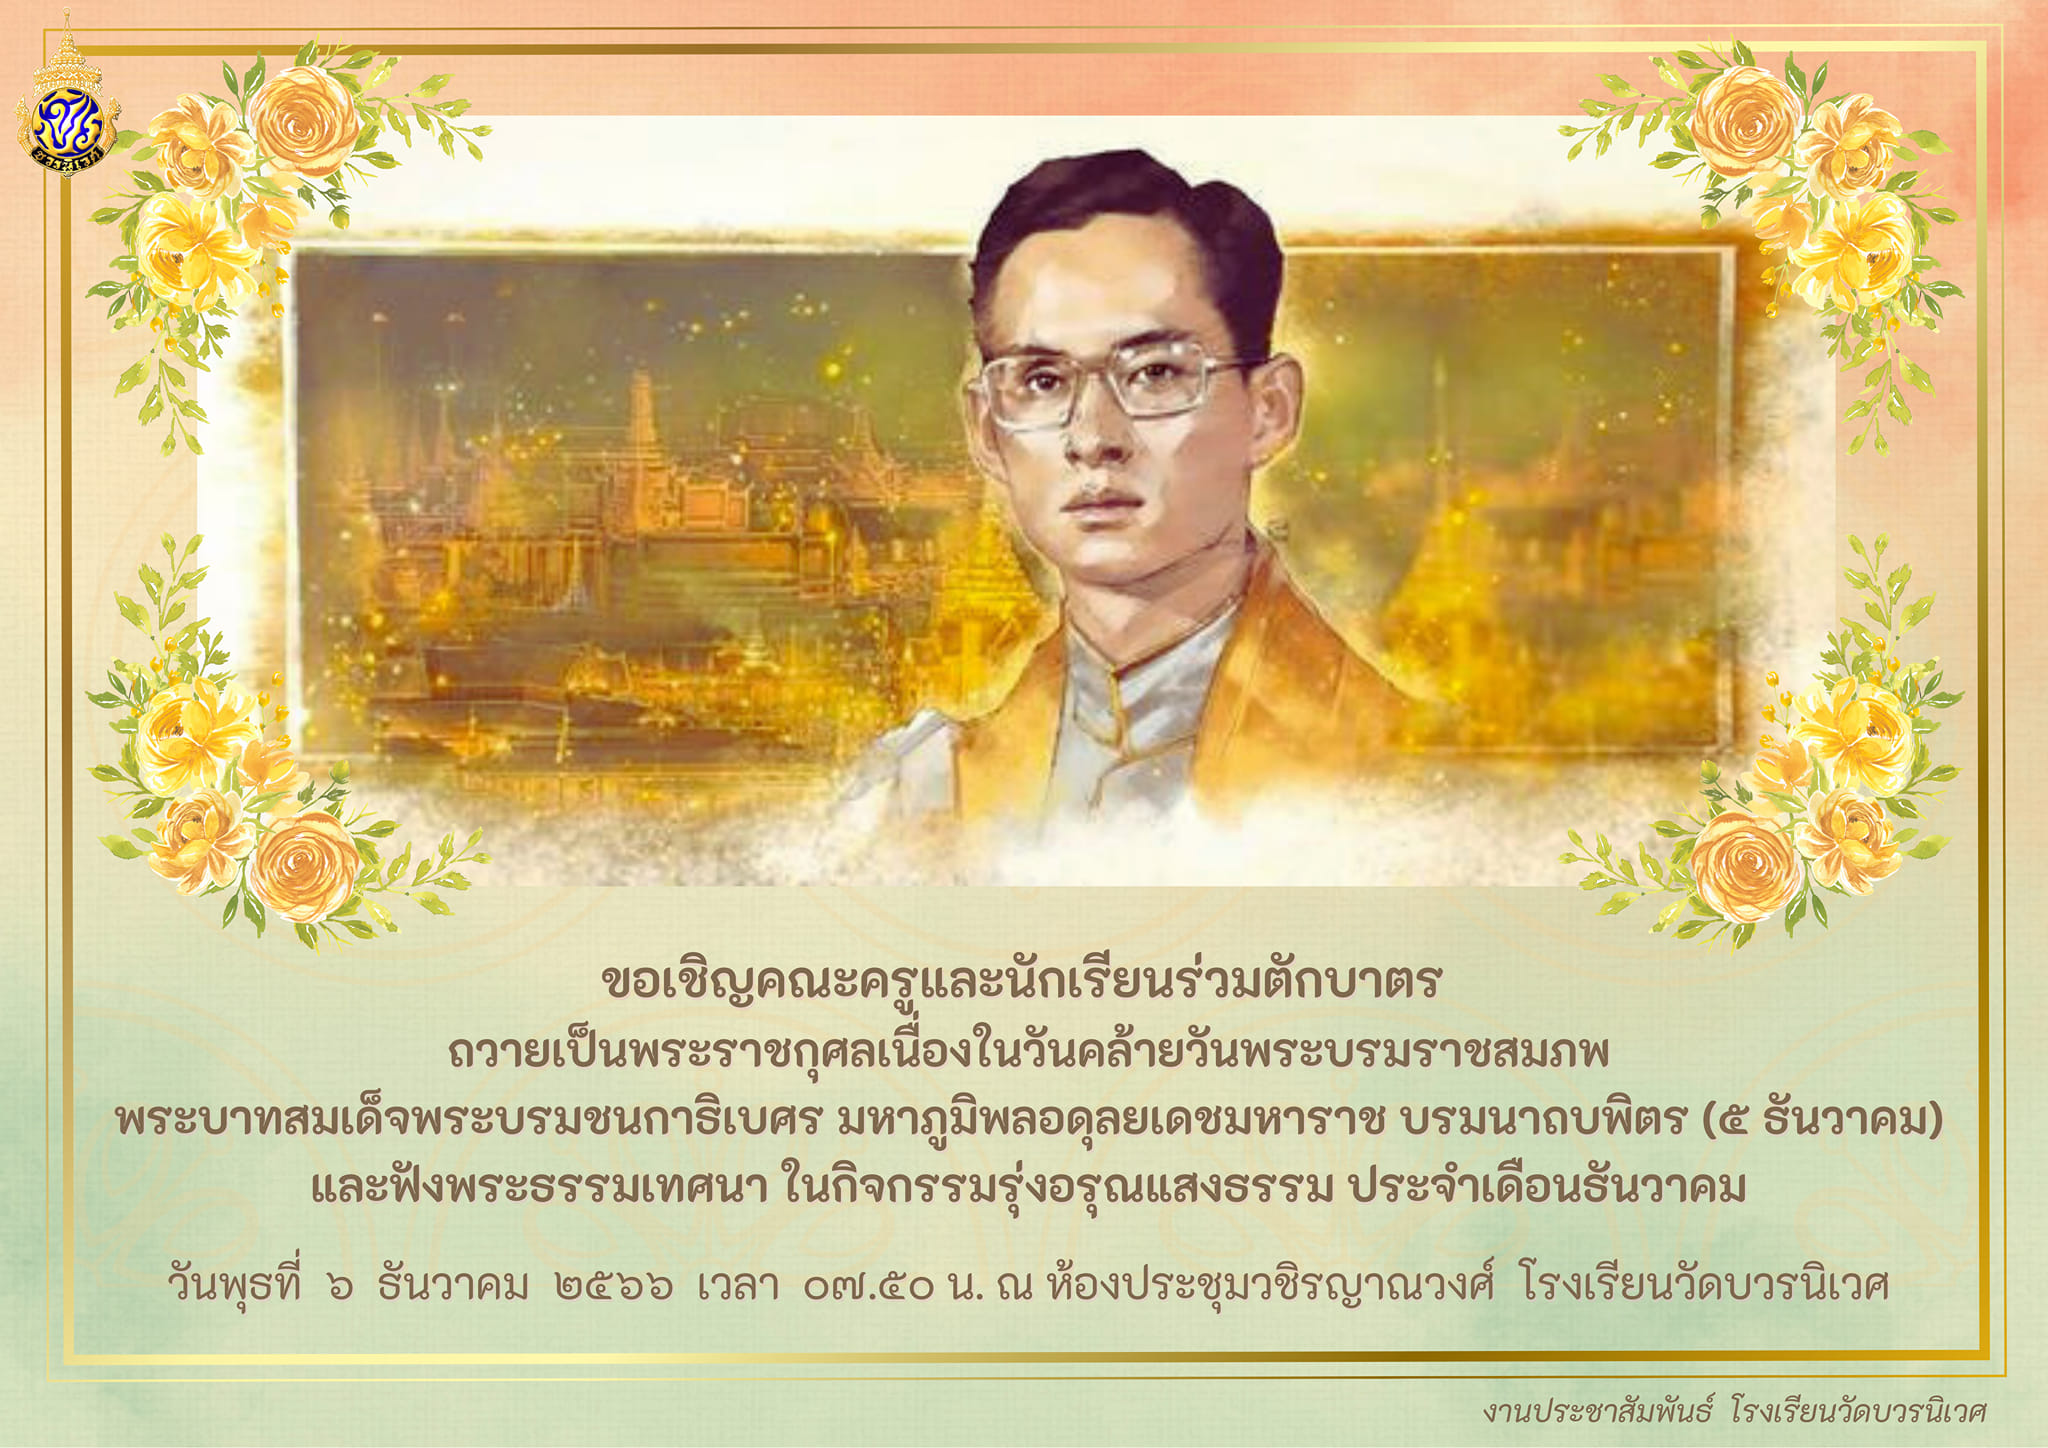 บวรนิเวศ
ขอเชิญคณะครูและนักเรียนร่วมตักบาตร
ถวายเป็นพระราชกุศลเนื่องในวันคล้ายวันพระบรมราชสมภพ
พระบาทสมเด็จพระบรมชนกาธิเบศร มหาภูมิพลอดุลยเดชมหาราช บรมนาถบพิตร (๕ ธันวาคม)
และฟังพระธรรมเทศนา ในกิจกรรมรุ่งอรุณแสงธรรม ประจำเดือนธันวาคม
วันพุธที่ ๖ ธันวาคม ๒๕๖๖ เวลา ๐๗.๕๐ น. ณ ห้องประชุมวชิรญาณวงศ์ โรงเรียนวัดบวรนิเวศ
งานประชาสัมพันธ์ โรงเรียนวัดบวรนิเวศ